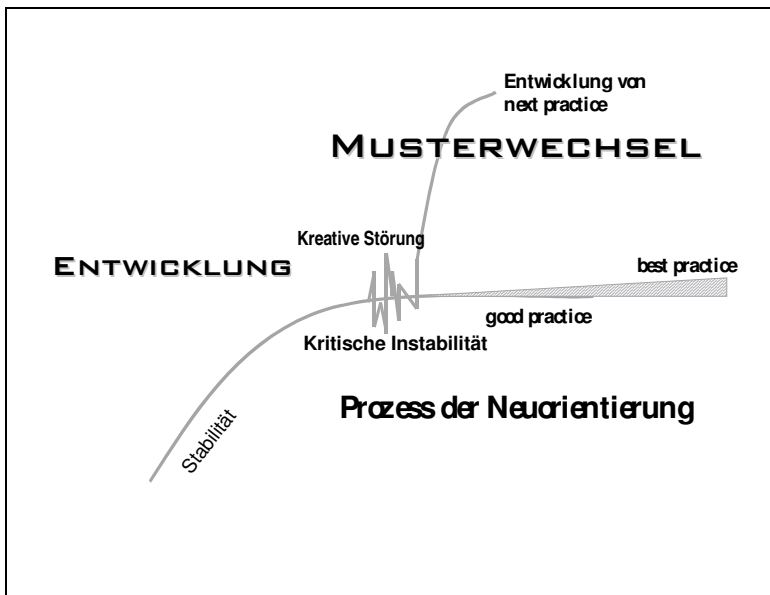 Entwicklung von
next practice
MUSTERWECHSEL
Kreative Störung
ENTWICKLUNG
best practice
good practice
Kritische Instabilität
Prozess der Neuorientierung
Stabilität